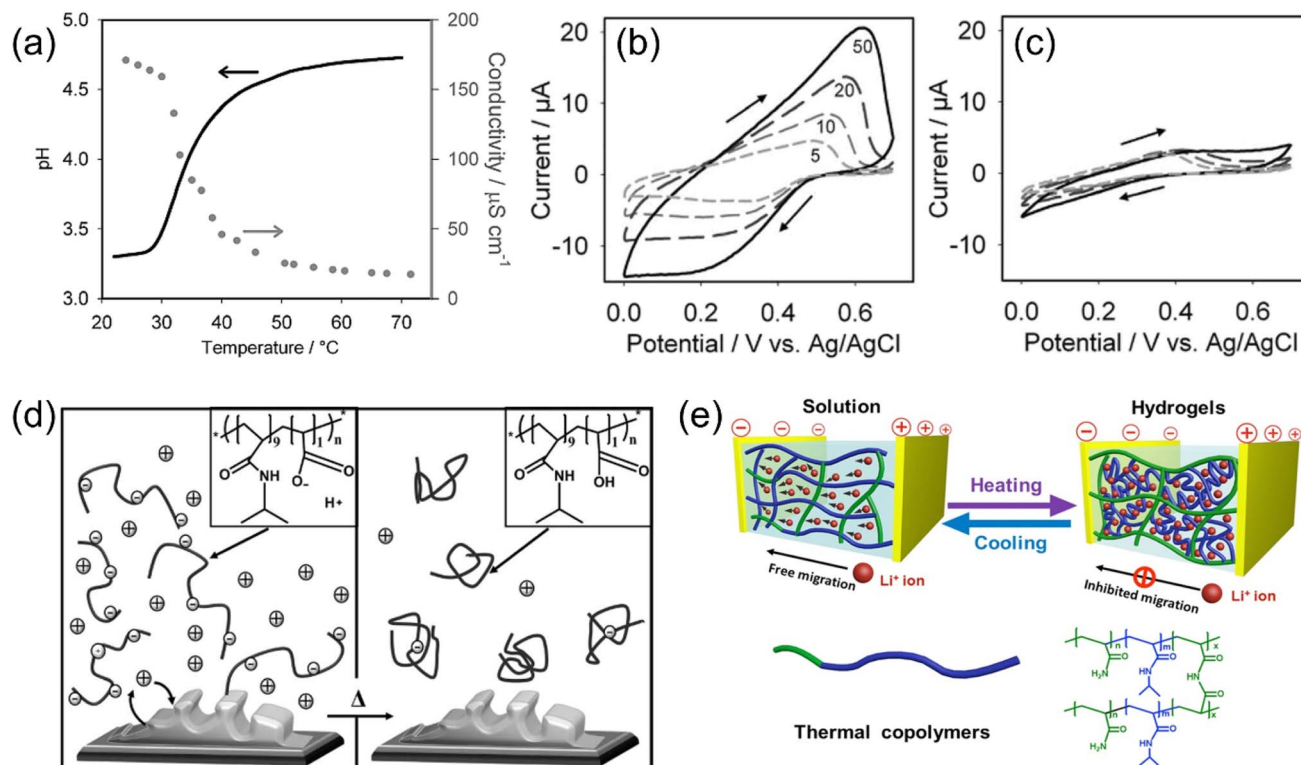 (a)
5.0
4.5
4.0
3.5
3.0
pH
200
150
100
50
0
Conductivity / μS cm-1
20 30 40 50 60 70
Temperature / °C
(b)
20
10
0
-10
Current / μA
50
20
10
5
0.0 0.2 0.4 0.6
Potential / V vs. Ag/AgCl
(c)
20
10
0
-10
Current / μA
0.0 0.2 0.4 0.6
Potential / V vs. Ag/AgCl
(d)
* 9 1 n *
O NH O- O
H+
* 9 1 n *
O NH OH O
Δ
(e)
Solution
Hydrogels
Heating
Cooling
Free migration
Li+ ion
Inhibited migration
Li+ ion
Thermal copolymers
n m x
H2N O HN O O
HN
n m x O
H2N O HN O